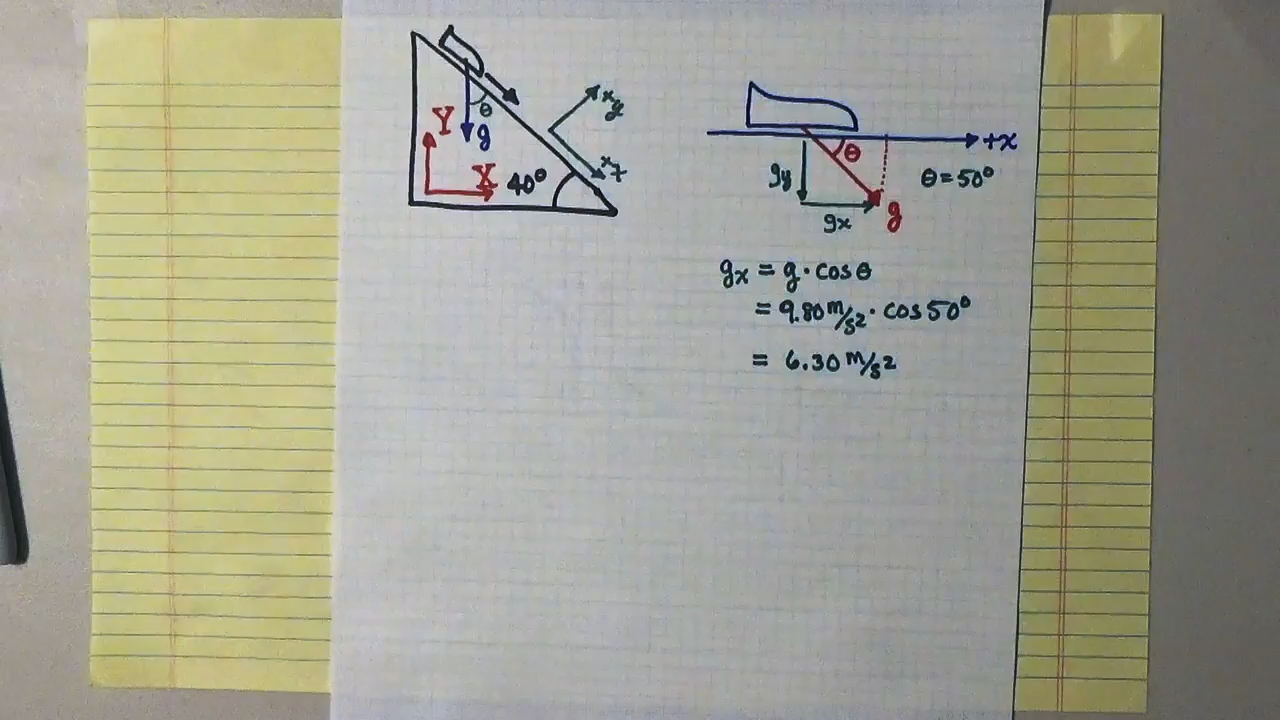 θ
g
Y
X
40°
+x
θ
gy
θ = 50°
gx
g
gx = g · cos θ
= 9.80 m/s2 · cos 50°
= 6.30 m/s2